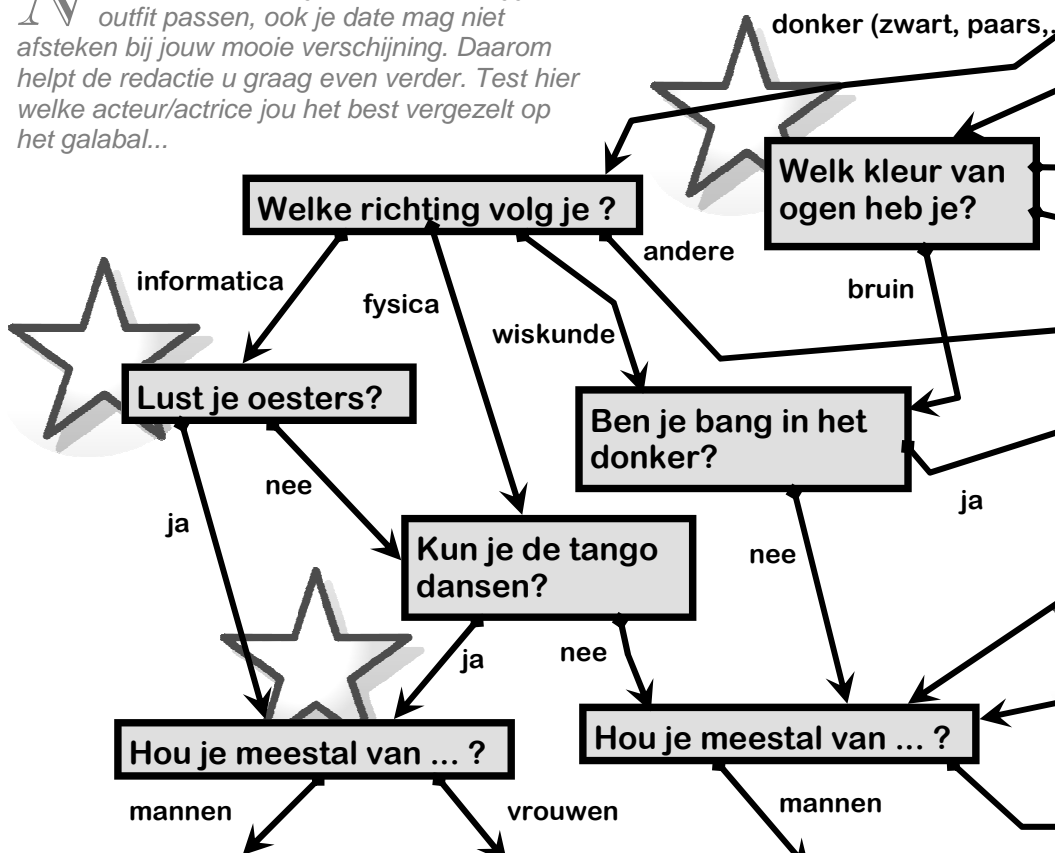 N outfit passen, ook je date mag niet
afsteken bij jouw mooie verschijning. Daarom
helpt de redactie u graag even verder. Test hier
welke acteur/actrice jou het best vergezelt op
het galabal...
donker (zwart, paars,..
Welk kleur van
ogen heb je?
Welke richting volg je ?
andere
informatica
fysica
bruin
wiskunde
Lust je oesters?
Ben je bang in het
donker?
nee
ja
ja
Kun je de tango
dansen?
nee
ja
nee
Hou je meestal van ... ?
Hou je meestal van ... ?
mannen
vrouwen
mannen